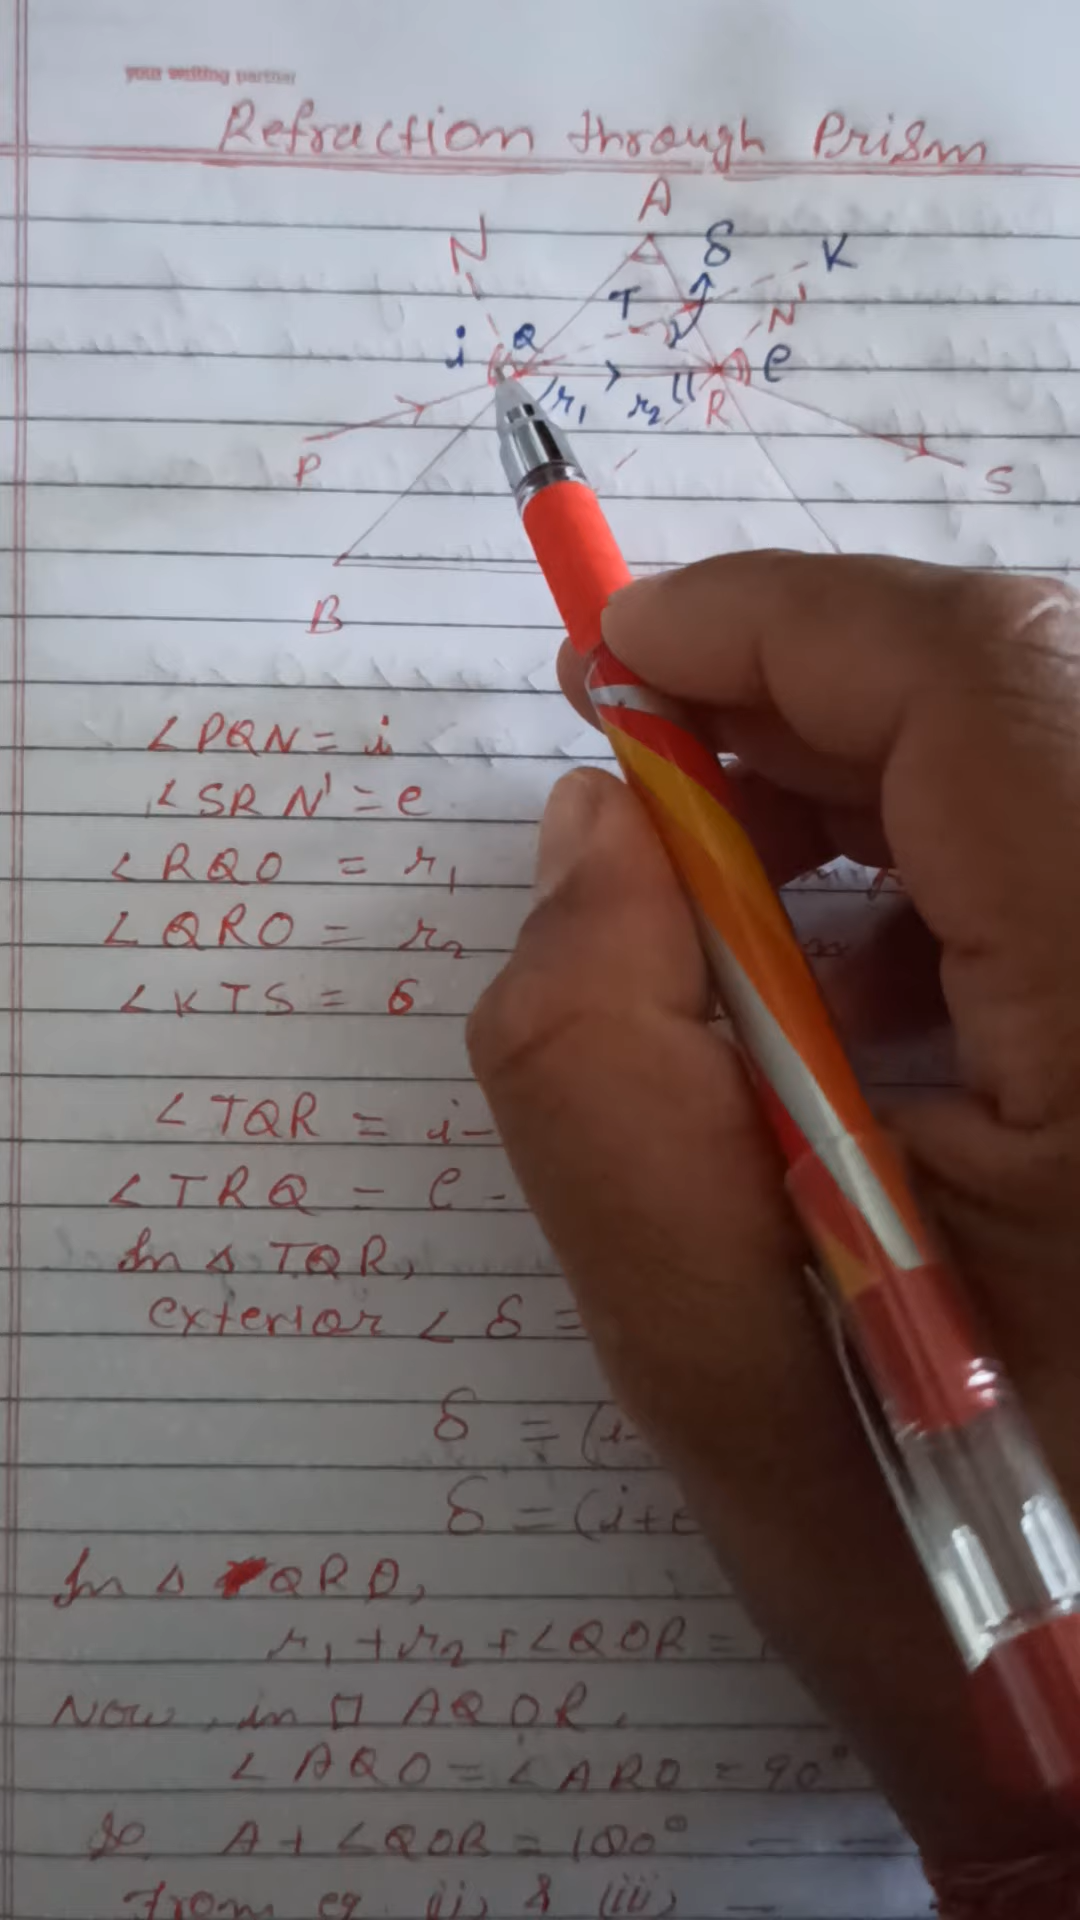 your writing partner
Refraction through Prism
A
N
δ
K
T
N'
i
Q
e
r₁
r₂
R
P
S
B
∠PQN = i
∠SRN' = e
∠RQO = r₁
∠QRO = r₂
∠KTS = δ
∠TQR = i-
∠TRQ = e-
In Δ TQR,
exterior ∠ δ =
δ = (i-
δ = (i+e
In Δ QRO,
r₁+r₂+∠QOR =
Now, in □ AQOR,
∠AQO = ∠ARO = 90°
So A+∠QOR = 180° — —
From eq. (ii) & (iii) —